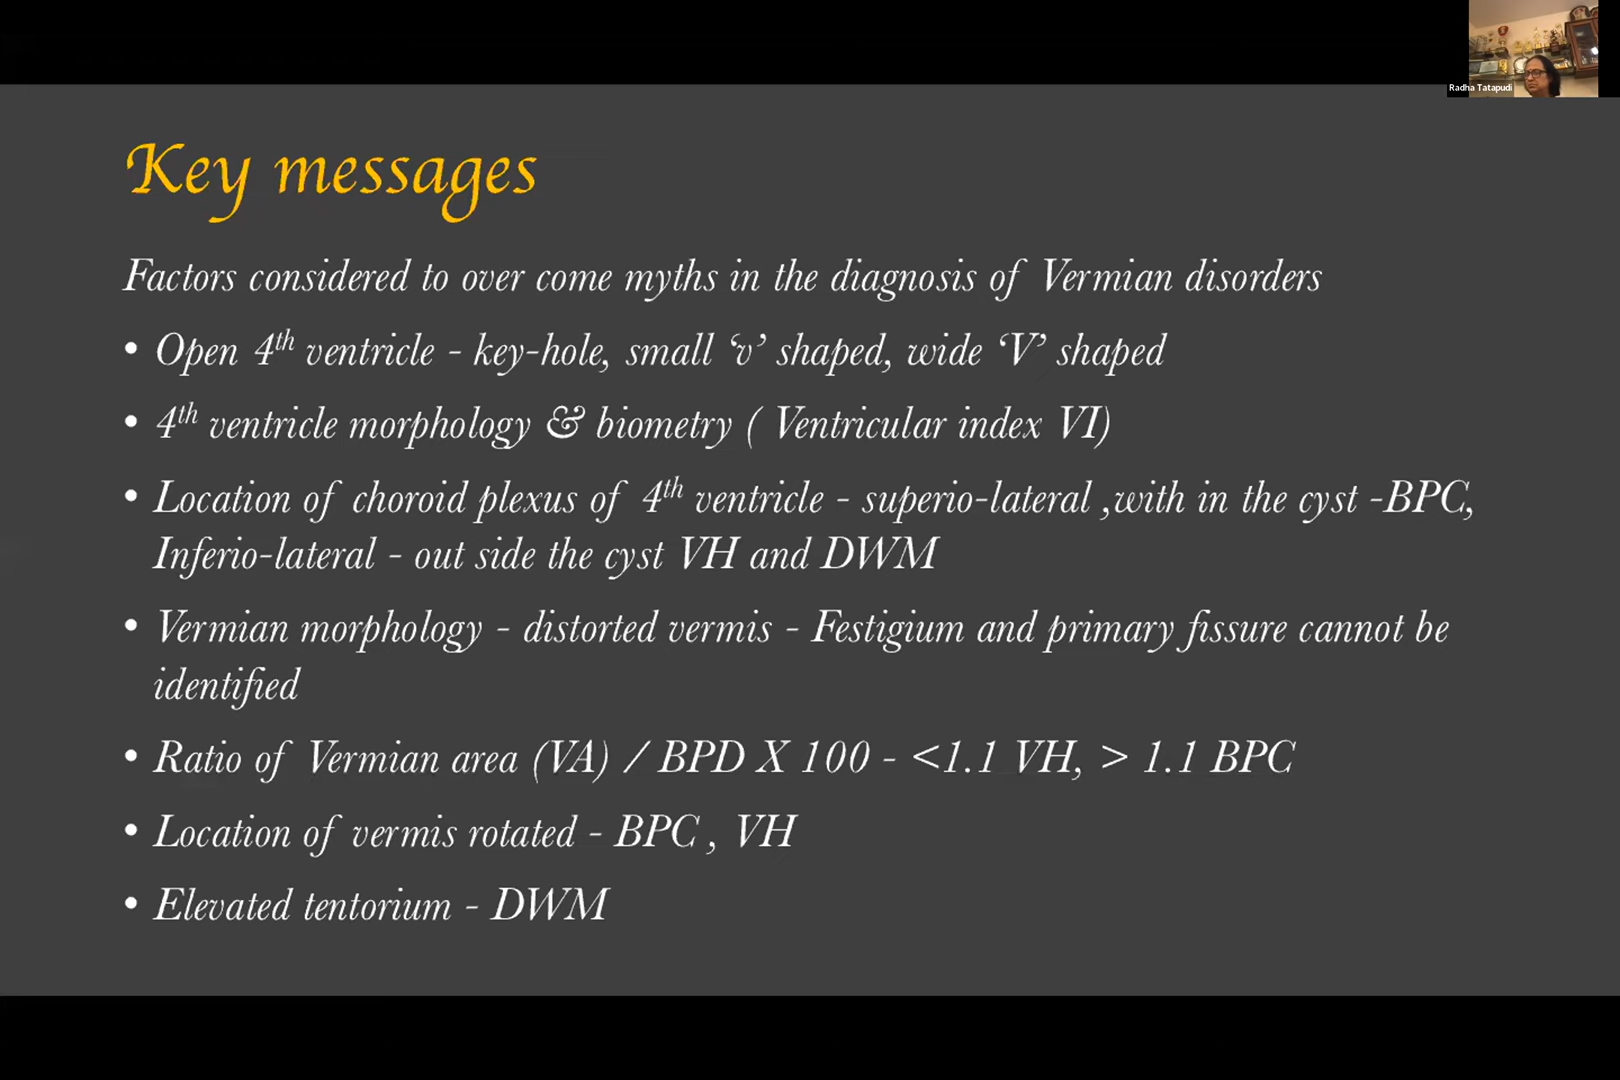 Radha Tatapudi
Key messages
Factors considered to over come myths in the diagnosis of Vermian disorders
• Open 4th ventricle - key-hole, small ‘v’ shaped, wide ‘V’ shaped
• 4th ventricle morphology & biometry ( Ventricular index VI)
• Location of choroid plexus of 4th ventricle - superio-lateral ,with in the cyst -BPC,
Inferio-lateral - out side the cyst VH and DWM
• Vermian morphology - distorted vermis - Festigium and primary fissure cannot be
identified
• Ratio of Vermian area (VA) / BPD X 100 - <1.1 VH, > 1.1 BPC
• Location of vermis rotated - BPC , VH
• Elevated tentorium - DWM